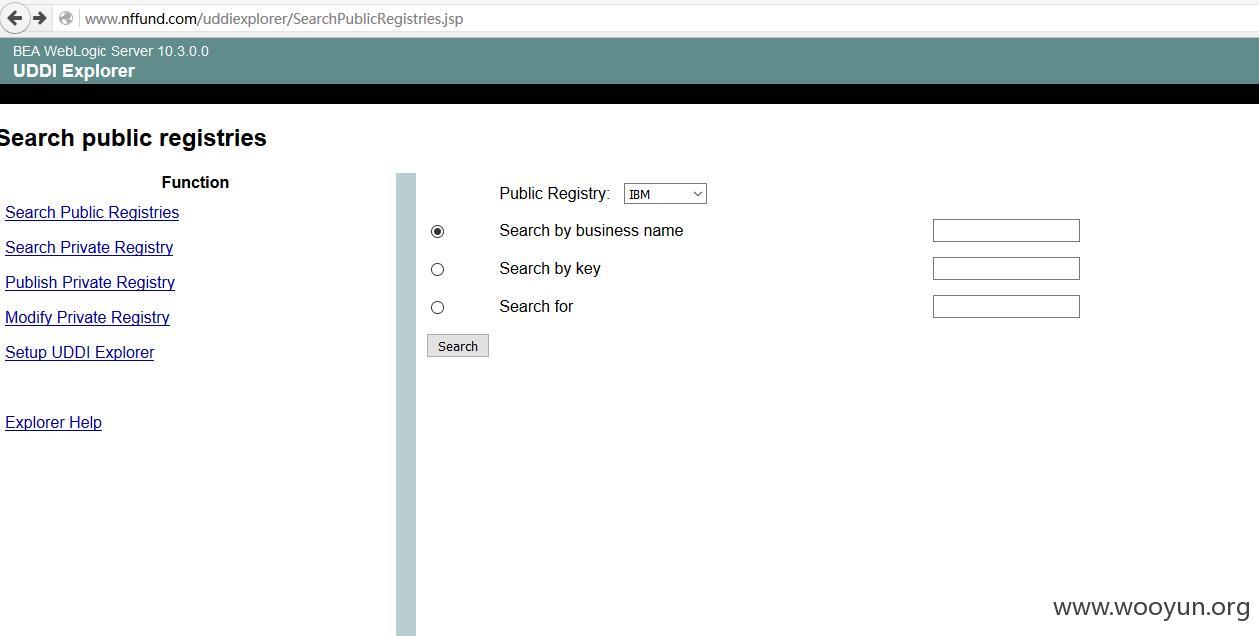 www.nffund.com/uddiexplorer/SearchPublicRegistries.jsp
BEA WebLogic Server 10.3.0.0
UDDI Explorer
Search public registries
Function
Search Public Registries
Search Private Registry
Publish Private Registry
Modify Private Registry
Setup UDDI Explorer
Explorer Help
Public Registry: IBM
Search by business name
Search by key
Search for
Search
www.wooyun.org